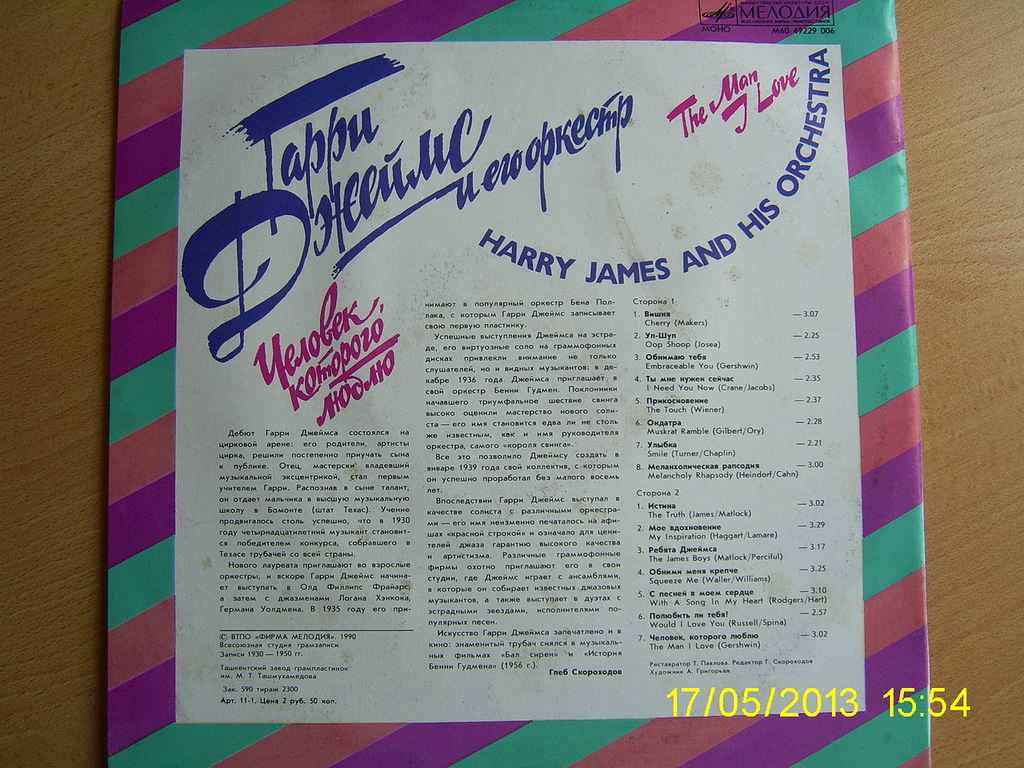 МИНИСТЕРСТВО КУЛЬТУРЫ СССР
МЕЛОДИЯ
ВСЕСОЮЗНАЯ ФИРМА ГРАМПЛАСТИНОК
МОНО М60 49229 006
Гарри
Джеймс
и его оркестр
The Man
I Love
HARRY JAMES AND HIS ORCHESTRA
Человек,
которого
люблю
Дебют Гарри Джеймса состоялся на
цирковой арене: его родители, артисты
цирка, решили постепенно приучать сына
к публике. Отец, мастерски владевший
музыкальной эксцентрикой, стал первым
учителем Гарри. Распознав в сыне талант,
он отдает мальчика в высшую музыкальную
школу в Бомонте (штат Техас). Учение
продвигалось столь успешно, что в 1930
году четырнадцатилетний музыкант становит-
ся победителем конкурса, собравшего в
Техасе трубачей со всей страны.
Нового лауреата приглашают во взрослые
оркестры, и вскоре Гарри Джеймс начина-
ет выступать в Олд Филлипс Фрайарс,
а затем с джазменами Логана Хэнкока,
Германа Уолдмена. В 1935 году его при-
© ВТПО «ФИРМА МЕЛОДИЯ», 1990
Всесоюзная студия грамзаписи
Записи 1930 — 1950 гг.
Ташкентский завод грампластинок
им. М. Т. Ташмухамедова
Зак. 590 тираж 2300
Арт. 11-1. Цена 2 руб. 50 коп.
нимают в популярный оркестр Бена Пол-
лака, с которым Гарри Джеймс записывает
свою первую пластинку.
Успешные выступления Джеймса на эстра-
де, его виртуозные соло на граммофонных
дисках привлекли внимание не только
слушателей, но и видных музыкантов: в де-
кабре 1936 года Джеймса приглашает в
свой оркестр Бенни Гудмен. Поклонники
начавшего триумфальное шествие свинга
высоко оценили мастерство нового соли-
ста — его имя становится едва ли не столь
же известным, как и имя руководителя
оркестра, самого «короля свинга».
Все это позволило Джеймсу создать в
январе 1939 года свой коллектив, с которым
он успешно проработал без малого восемь
лет.
Впоследствии Гарри Джеймс выступал в
качестве солиста с различными оркестра-
ми — его имя неизменно печаталось на афи-
шах «красной строкой» и означало для цени-
телей джаза гарантию высокого качества
и артистизма. Различные граммофонные
фирмы охотно приглашают его в свои
студии, где Джеймс играет с ансамблями,
в которые он собирает известных джазовых
музыкантов, а также выступает в дуэтах с
эстрадными звездами, исполнителями по-
пулярных песен.
Искусство Гарри Джеймса запечатлено и в
кино: знаменитый трубач снялся в музыкаль-
ных фильмах «Бал сирен» и «История
Бенни Гудмена» (1956 г.).
Глеб Скороходов
Сторона 1
1. Вишня — 3.07
Cherry (Makers)
2. Уп-Шуп — 2.25
Oop Shoop (Josea)
3. Обнимаю тебя — 2.53
Embraceable You (Gershwin)
4. Ты мне нужен сейчас — 2.35
I Need You Now (Crane/Jacobs)
5. Прикосновение — 2.37
The Touch (Wiener)
6. Ондатра — 2.28
Muskrat Ramble (Gilbert/Ory)
7. Улыбка — 2.21
Smile (Turner/Chaplin)
8. Меланхолическая рапсодия — 3.00
Melancholy Rhapsody (Heindorf/Cahn)
Сторона 2
1. Истина — 3.02
The Truth (James/Matlock)
2. Мое вдохновение — 3.29
My Inspiration (Haggart/Lamare)
3. Ребята Джеймса — 3.17
The James Boys (Matlock/Perciful)
4. Обними меня крепче — 3.25
Squeeze Me (Waller/Williams)
5. С песней в моем сердце — 3.10
With A Song In My Heart (Rodgers/Hart)
6. Полюбить ли тебя! — 2.57
Would I Love You (Russell/Spina)
7. Человек, которого люблю — 3.02
The Man I Love (Gershwin)
Реставратор Т. Павлова. Редактор Г. Скороходов
Художник А. Григорьев
17/05/2013 15:54